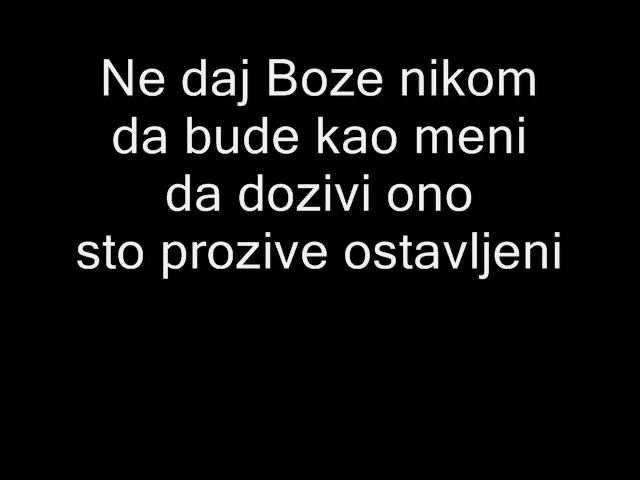 Ne daj Boze nikom
da bude kao meni
da dozivi ono
sto prozive ostavljeni